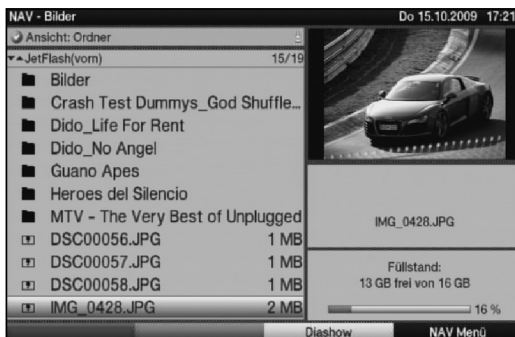 NAV - Bilder
Do 15.10.2009 17:21
Ansicht: Ordner
JetFlash(vorn) 15/19
Bilder
Crash Test Dummys_God Shuffle...
Dido_Life For Rent
Dido_No Angel
Guano Apes
Heroes del Silencio
MTV - The Very Best of Unplugged
DSC00056.JPG 1 MB
DSC00057.JPG 1 MB
DSC00058.JPG 1 MB
IMG_0428.JPG 2 MB
IMG_0428.JPG
Füllstand:
13 GB frei von 16 GB
16 %
Diashow
NAV Menü